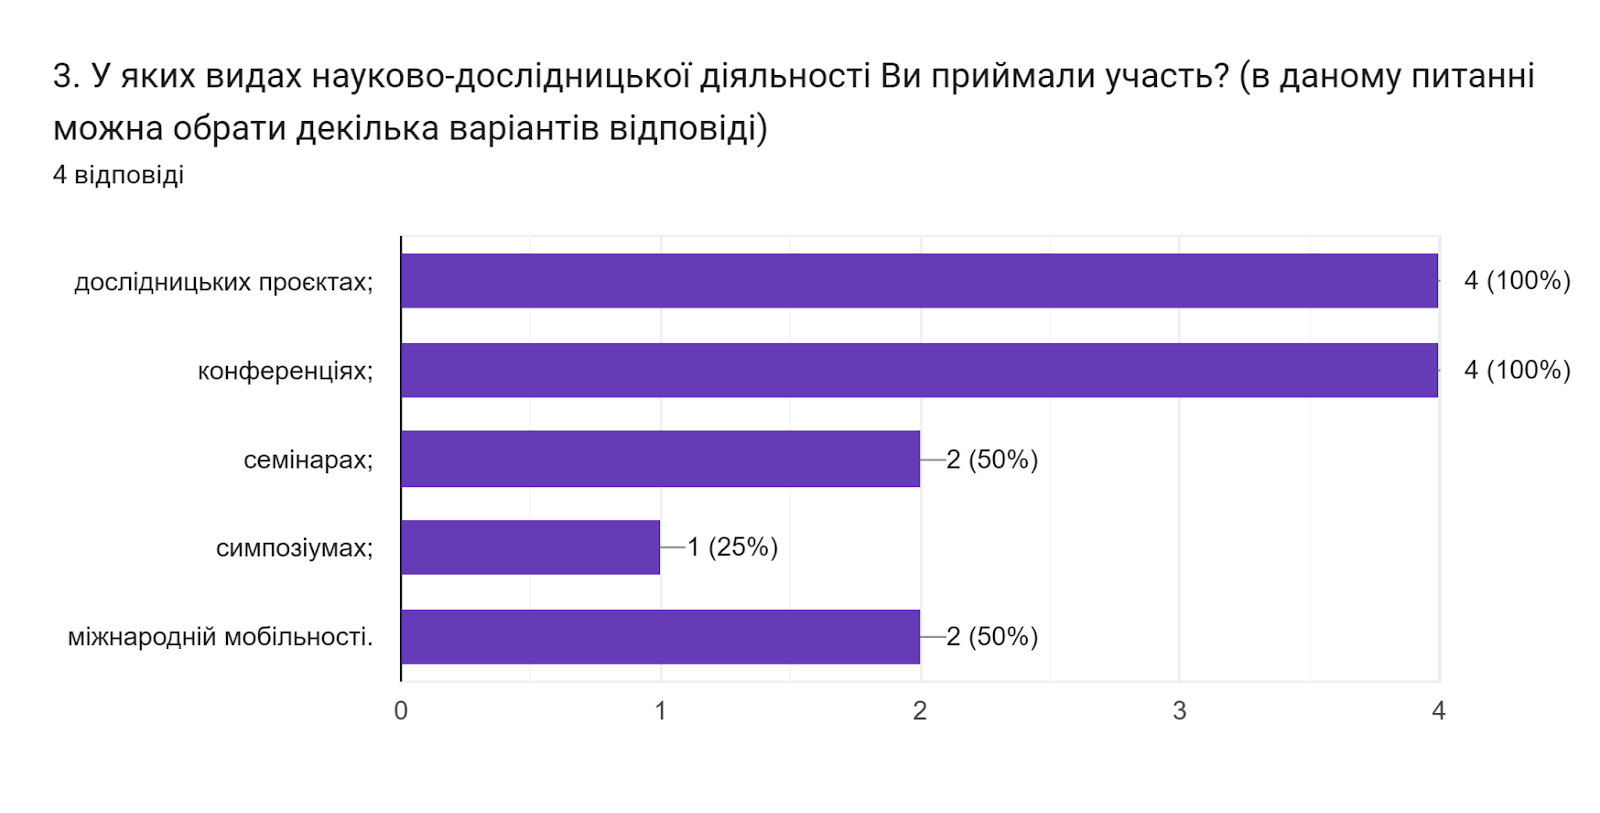 3. У яких видах науково-дослідницької діяльності Ви приймали участь? (в даному питанні
можна обрати декілька варіантів відповіді)
4 відповіді
дослідницьких проєктах;
4 (100%)
конференціях;
4 (100%)
семінарах;
2 (50%)
симпозіумах;
1 (25%)
міжнародній мобільності.
2 (50%)
0 1 2 3 4